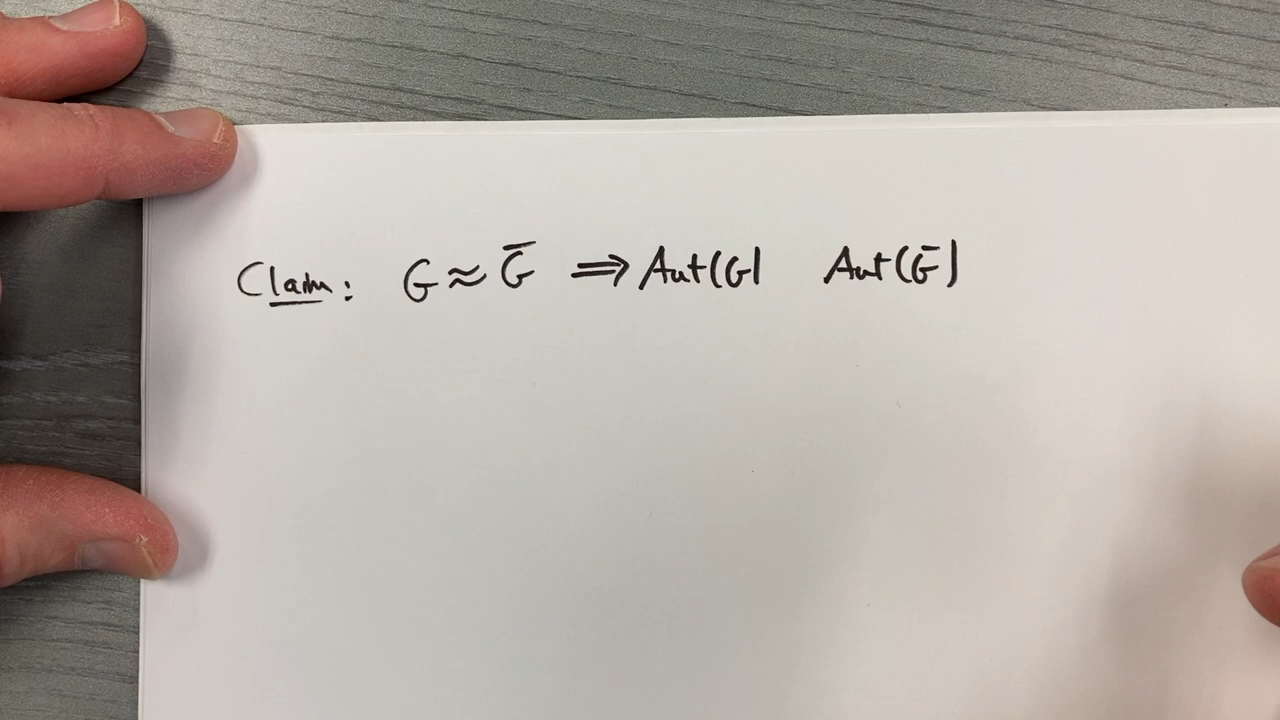 Claim: G ≈ G̅ ⇒ Aut(G) Aut(G̅)